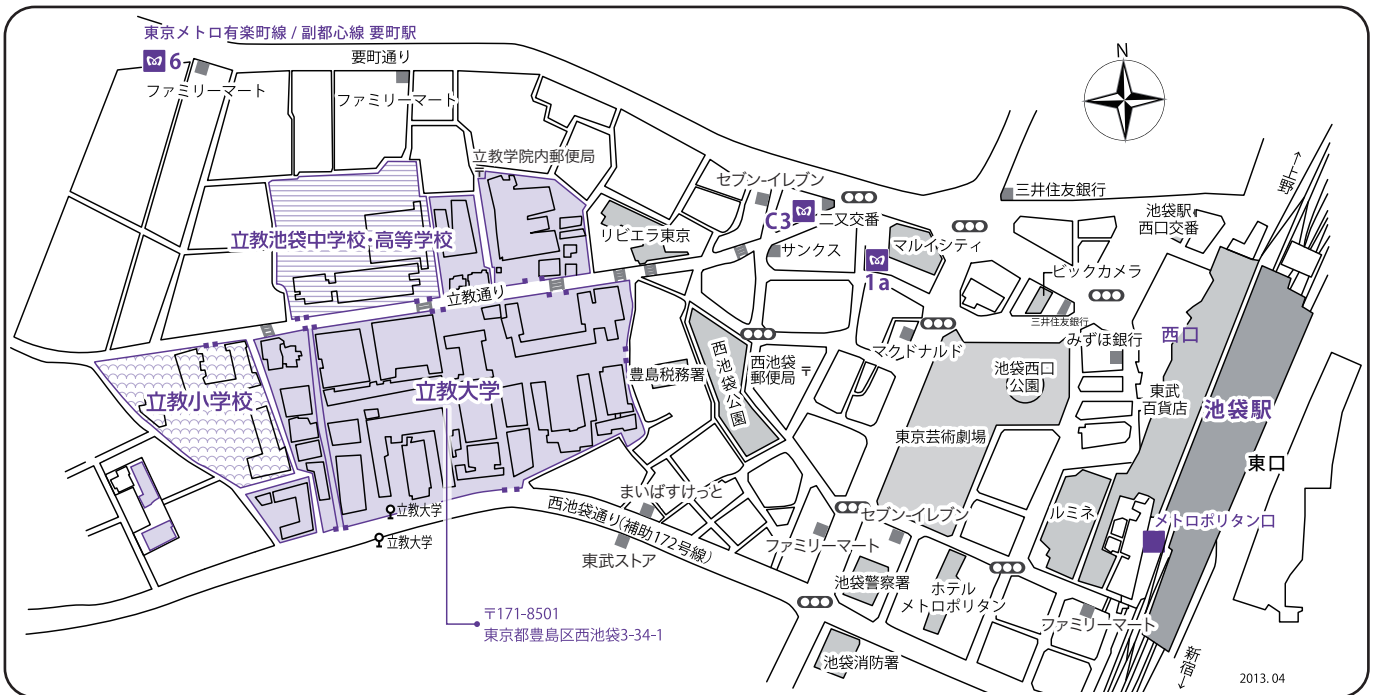 東京メトロ有楽町線 / 副都心線 要町駅
6
要町通り
ファミリーマート
ファミリーマート
N
立教学院内郵便局
〒
セブン-イレブン
三井住友銀行
↑上野
C3
二又交番
池袋駅
西口交番
立教池袋中学校・高等学校
リビエラ東京
サンクス
マルイシティ
1a
ビックカメラ
立教通り
三井住友銀行
西口
みずほ銀行
マクドナルド
豊島税務署
西池袋公園
西池袋
郵便局
〒
池袋西口
公園
立教小学校
立教大学
東武
百貨店
池袋駅
東京芸術劇場
東口
まいばすけっと
立教大学
西池袋通り(補助172号線)
セブン-イレブン
ルミネ
メトロポリタン口
立教大学
東武ストア
ファミリーマート
池袋警察署
ホテル
メトロポリタン
〒171-8501
東京都豊島区西池袋3-34-1
ファミリーマート
池袋消防署
新宿↓
2013. 04